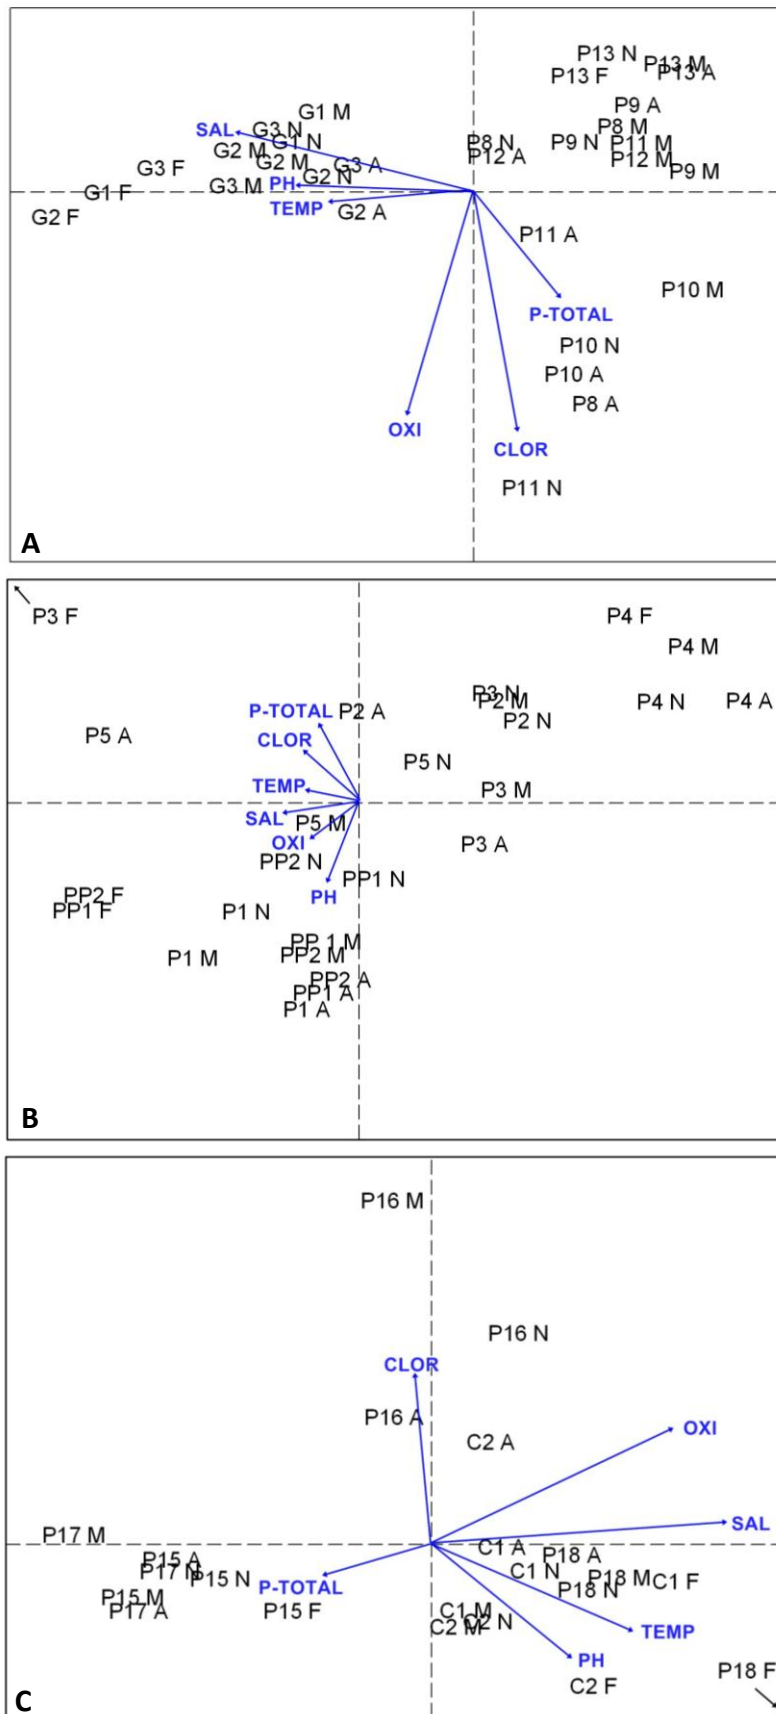 P13 N
P13 M
P13 F
P13 A
P9 A
G1 M
P8 M
SAL
G3 N
G1 N
P8 N
P9 N
P11 M
G2 M
P12 A
P12 M
G2 M
G3 A
G3 F
P9 M
G2 N
G3 M
PH
G1 F
TEMP
G2 A
G2 F
P11 A
P10 M
P-TOTAL
P10 N
P10 A
P8 A
OXI
CLOR
P11 N
A
P3 F
P4 F
P4 M
P3 N
P2 M
P4 N
P4 A
P-TOTAL
P2 A
P2 N
P5 A
CLOR
P5 N
TEMP
P3 M
SAL
P5 M
OXI
P3 A
PP2 N
PP1 N
PP2 F
PH
PP1 F
P1 N
PP 1 M
PP2 M
P1 M
PP2 A
PP1 A
P1 A
B
P16 M
P16 N
CLOR
P16 A
OXI
C2 A
SAL
P17 M
C1 A
P15 A
P18 A
P17 N
C1 N
P15 N
P18 M
C1 F
P-TOTAL
P18 N
P15 M
P17 A
P15 F
C1 M
C2 N
C2 M
TEMP
PH
P18 F
C2 F
C